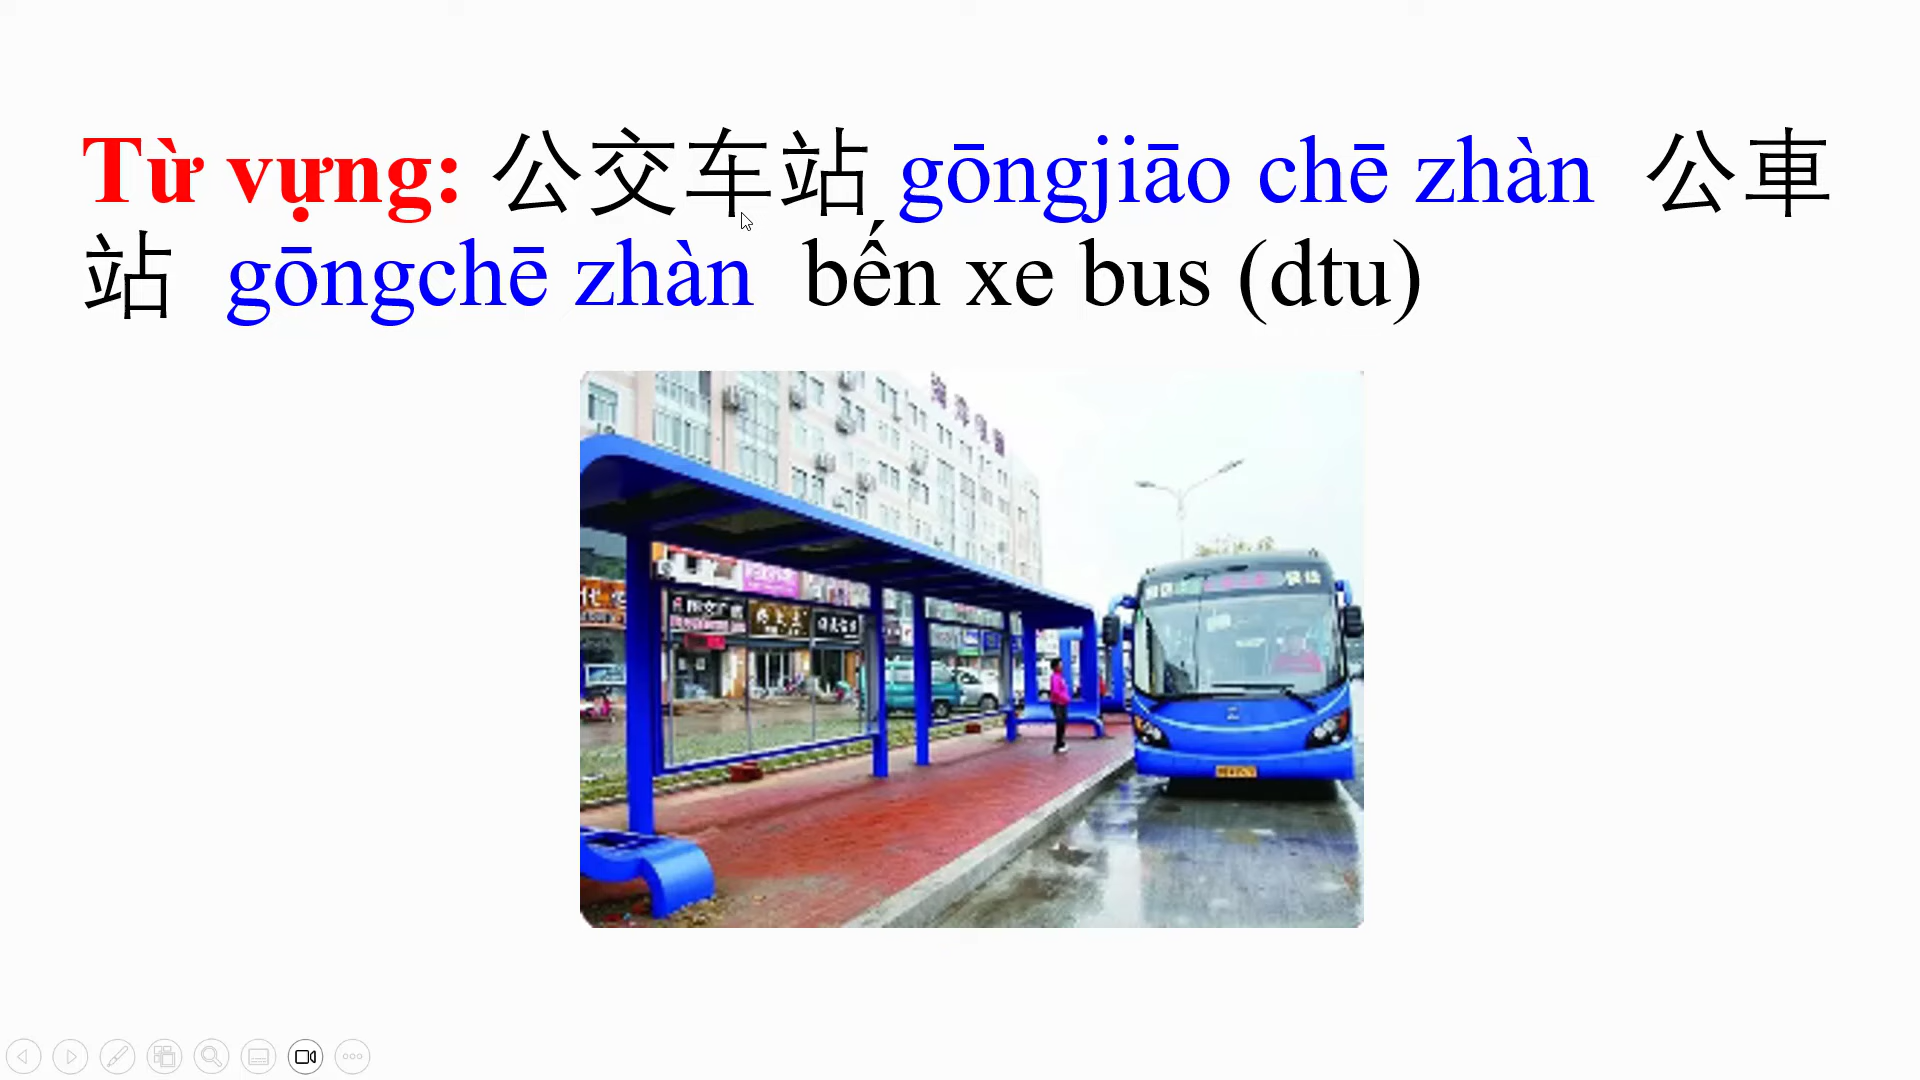 Từ vựng: 公交车站 gōngjiāo chē zhàn 公車
站 gōngchē zhàn bến xe bus (dtu)